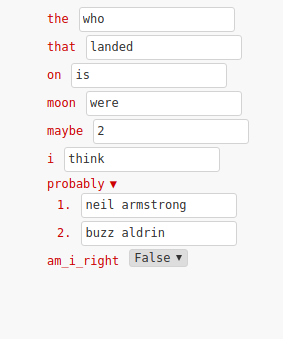 the who
that landed
on is
moon were
maybe 2
i think
probably ▼
1. neil armstrong
2. buzz aldrin
am_i_right False ▼